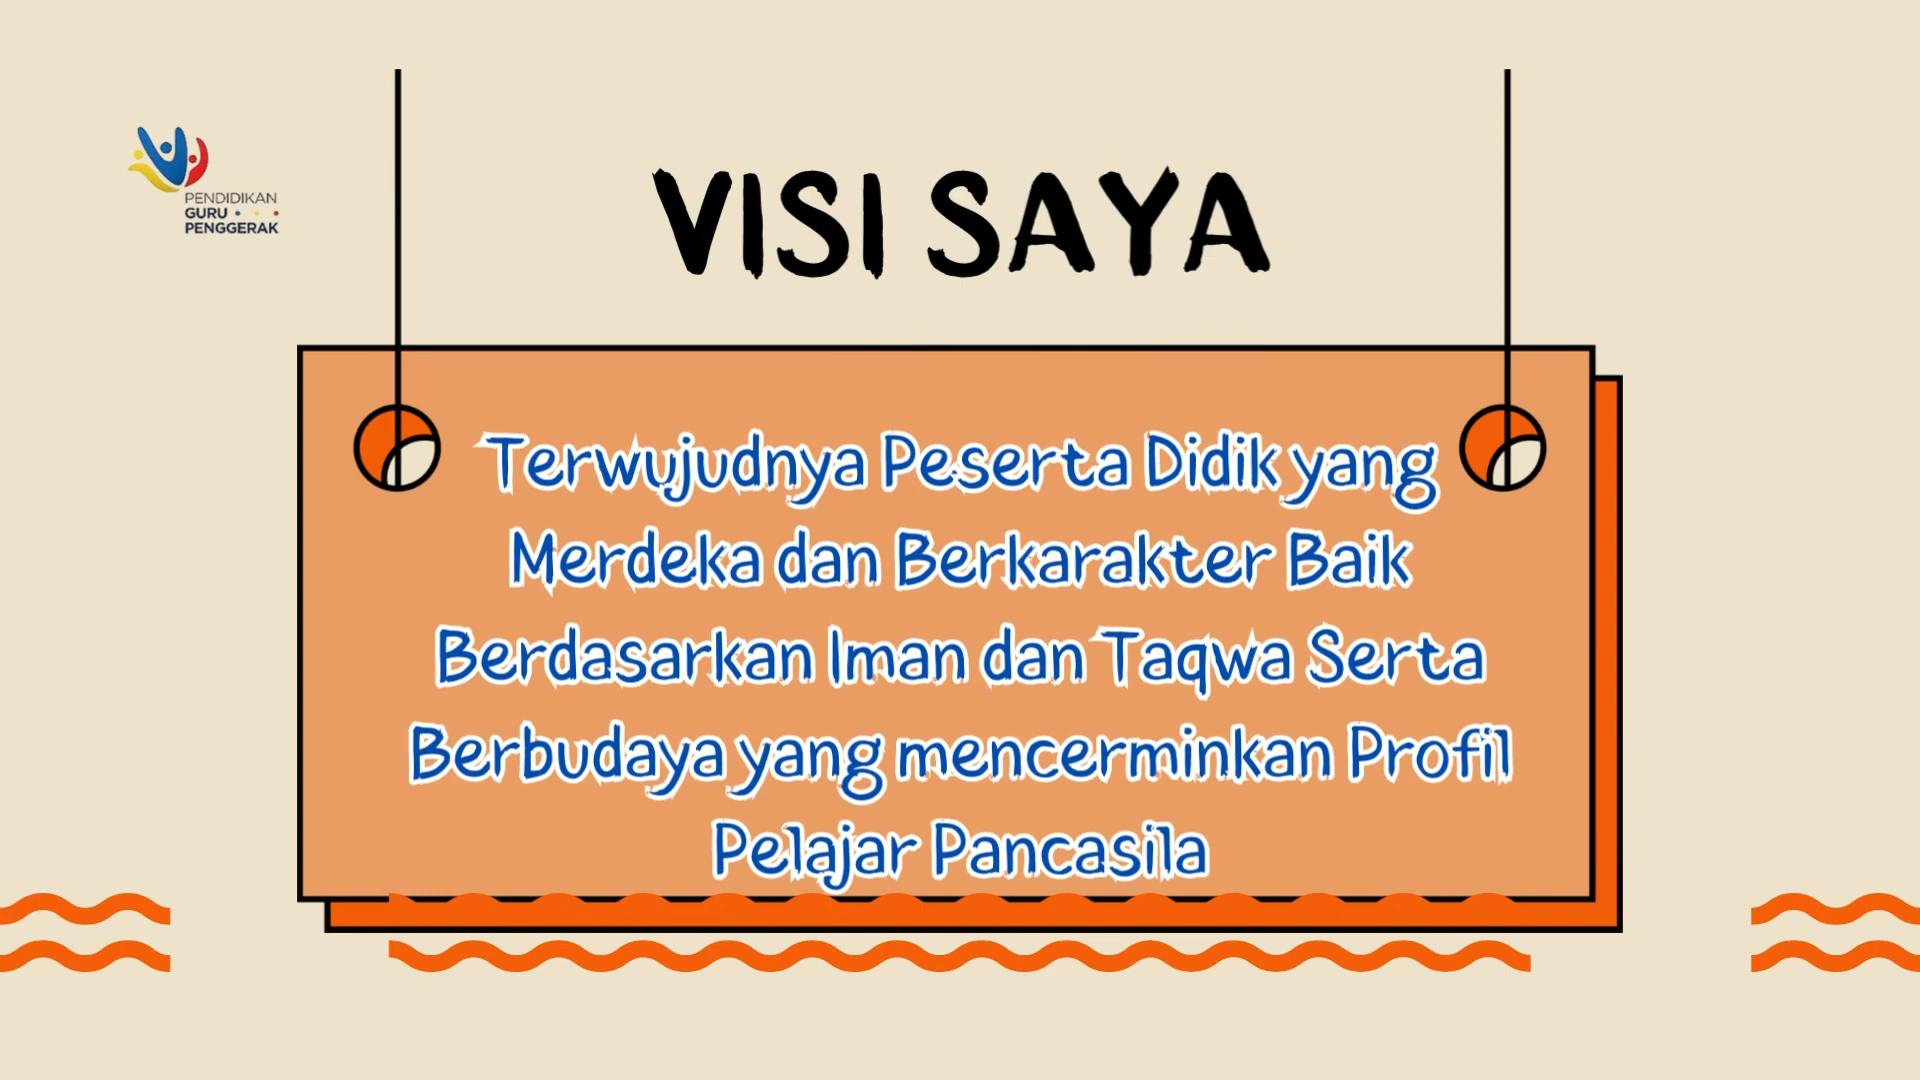 PENDIDIKAN
GURU
PENGGERAK
VISI SAYA
Terwujudnya Peserta Didik yang
Merdeka dan Berkarakter Baik
Berdasarkan Iman dan Taqwa Serta
Berbudaya yang mencerminkan Profil
Pelajar Pancasila